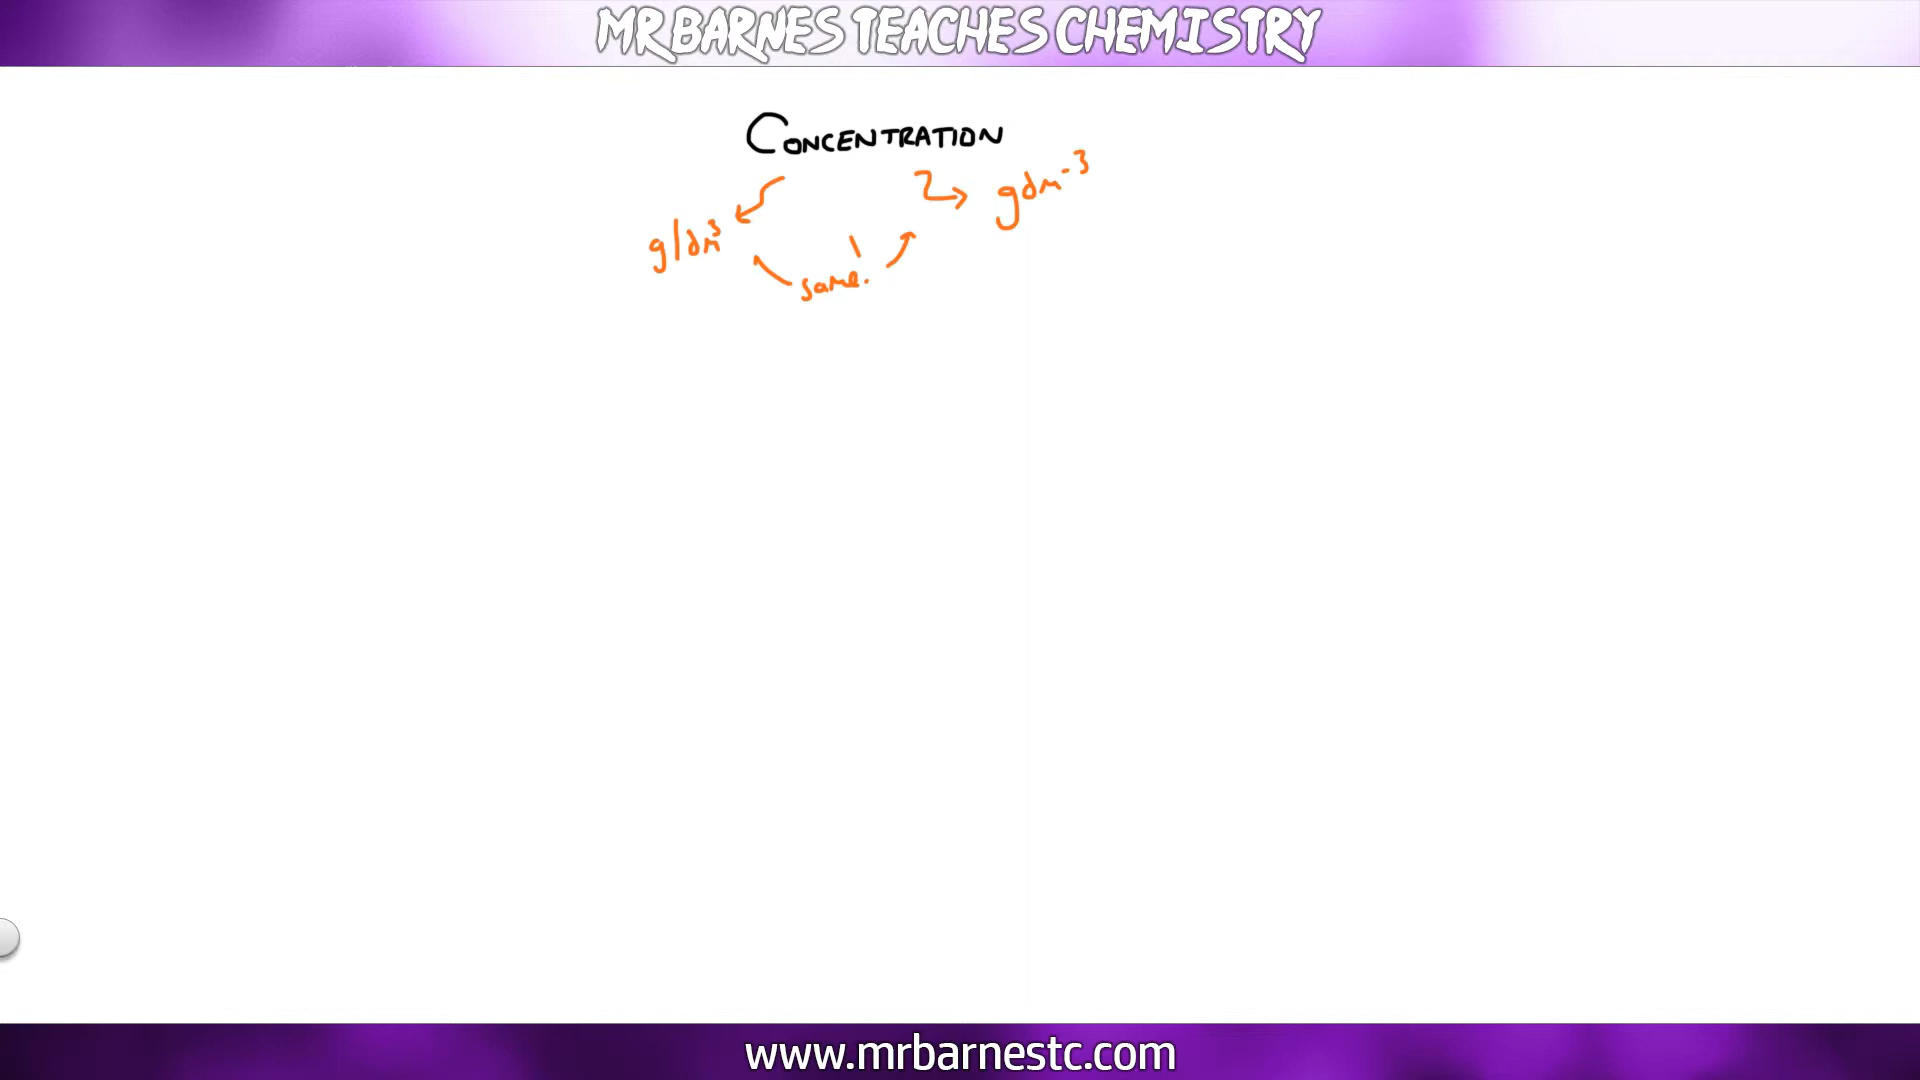 MR BARNES TEACHES CHEMISTRY
CONCENTRATION
g/dm³
gdm⁻³
same!
www.mrbarnestc.com